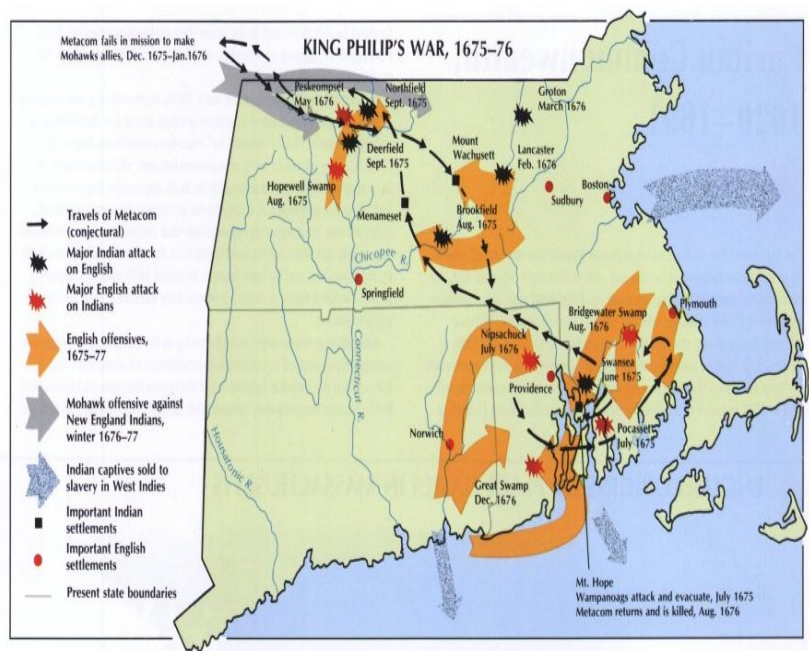 KING PHILIP'S WAR, 1675–76
Metacom fails in mission to make
Mohawks allies, Dec. 1675–Jan.1676
Peskeompset
May 1676
Northfield
Sept. 1675
Groton
March 1676
Deerfield
Sept. 1675
Mount
Wachusett
Lancaster
Feb. 1676
Boston
Sudbury
Hopewell Swamp
Aug. 1675
Menameset
Brookfield
Aug. 1675
Chicopee R.
Springfield
Travels of Metacom
(conjectural)
Major Indian attack
on English
Major English attack
on Indians
English offensives,
1675–77
Mohawk offensive against
New England Indians,
winter 1676–77
Indian captives sold to
slavery in West Indies
Important Indian
settlements
Important English
settlements
Present state boundaries
Housatonic R.
Connecticut R.
Nipsachuck
July 1676
Bridgewater Swamp
Aug. 1676
Plymouth
Swansea
June 1675
Providence
Norwich
Pocasset
July 1675
Great Swamp
Dec. 1676
Mt. Hope
Wampanoags attack and evacuate, July 1675
Metacom returns and is killed, Aug. 1676